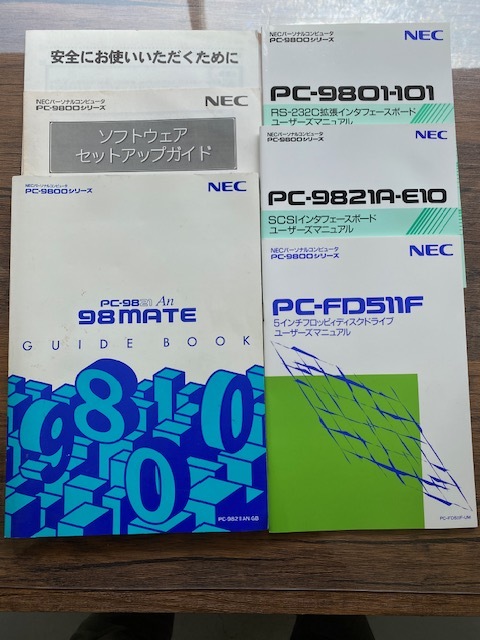 安全にお使いいただくために
NECパーソナルコンピュータ
PC-9800シリーズ
NEC
ソフトウェア
セットアップガイド
NECパーソナルコンピュータ
PC-9800シリーズ
NEC
PC-9821 An
98MATE
GUIDE BOOK
9800
PC-9821AN-GB
NECパーソナルコンピュータ
PC-9800シリーズ
NEC
PC-9801-101
RS-232C拡張インタフェースボード
ユーザーズマニュアル
NECパーソナルコンピュータ
PC-9800シリーズ
NEC
PC-9821A-E10
SCSIインタフェースボード
ユーザーズマニュアル
NECパーソナルコンピュータ
PC-9800シリーズ
NEC
PC-FD511F
5インチフロッピィディスクドライブ
ユーザーズマニュアル
PC-FD511F-UM